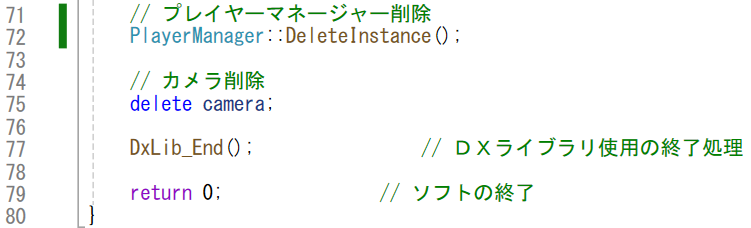 71 // プレイヤーマネージャー削除
72 PlayerManager::DeleteInstance();
73
74 // カメラ削除
75 delete camera;
76
77 DxLib_End(); // ＤＸライブラリ使用の終了処理
78
79 return 0; // ソフトの終了
80 }